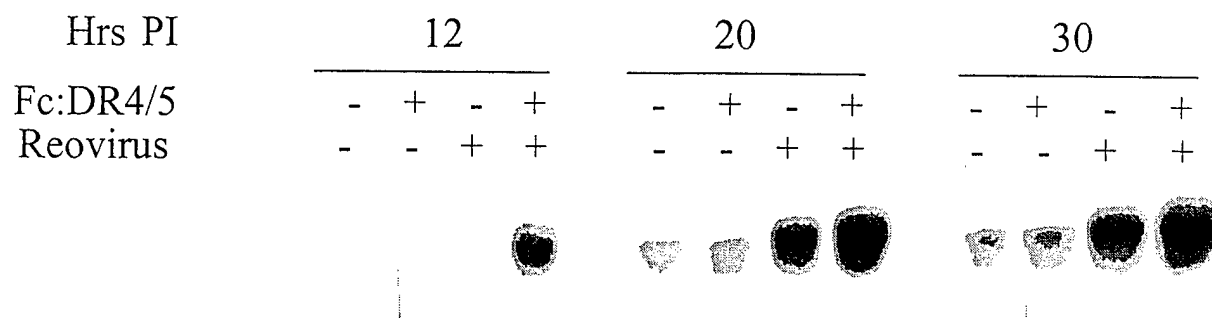 Hrs PI 12 20 30
Fc:DR4/5 - + - + - + - + - + - +
Reovirus - - + + - - + + - - + +